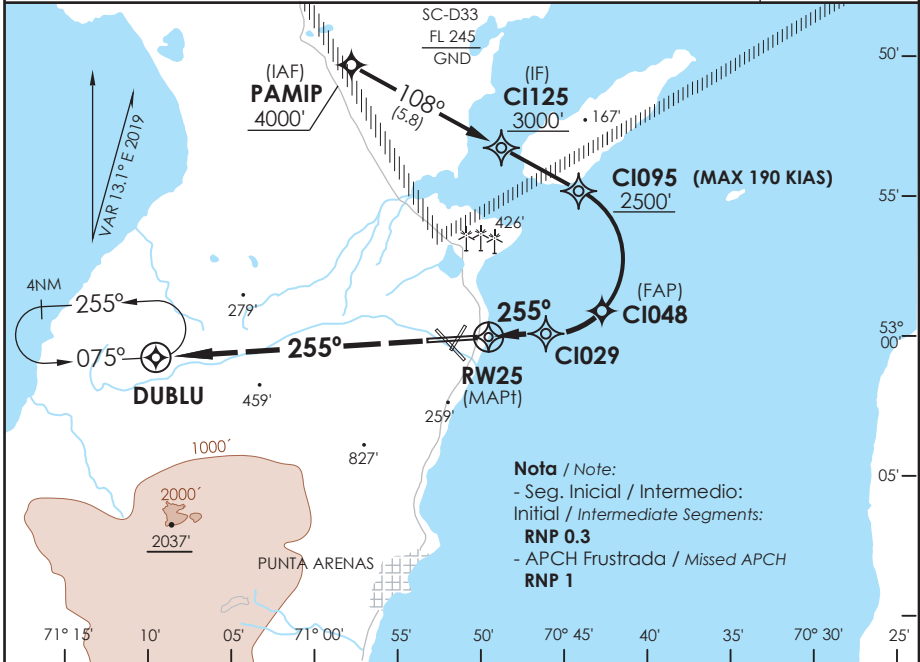 SC-D33
FL 245
GND
50'
(IAF)
PAMIP
4000'
108°
(5.8)
(IF)
CI125
3000'
167'
VAR 13.1° E 2019
CI095 (MAX 190 KIAS)
2500'
55'
426'
4NM
255°
279'
(FAP)
CI048
255°
53°
00'
075°
255°
CI029
DUBLU
RW25
(MAPt)
459'
259'
827'
1000´
2000´
2037'
05'
Nota / Note:
- Seg. Inicial / Intermedio:
Initial / Intermediate Segments:
RNP 0.3
- APCH Frustrada / Missed APCH
RNP 1
PUNTA ARENAS
71° 15' 10' 05' 71° 00' 55' 50' 70° 45' 40' 35' 70° 30' 25'